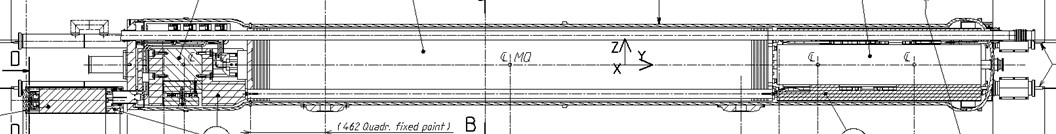 Z Y
℄ MQ
X
℄
℄
℄
D
D
(462 Quadr. fixed point) B